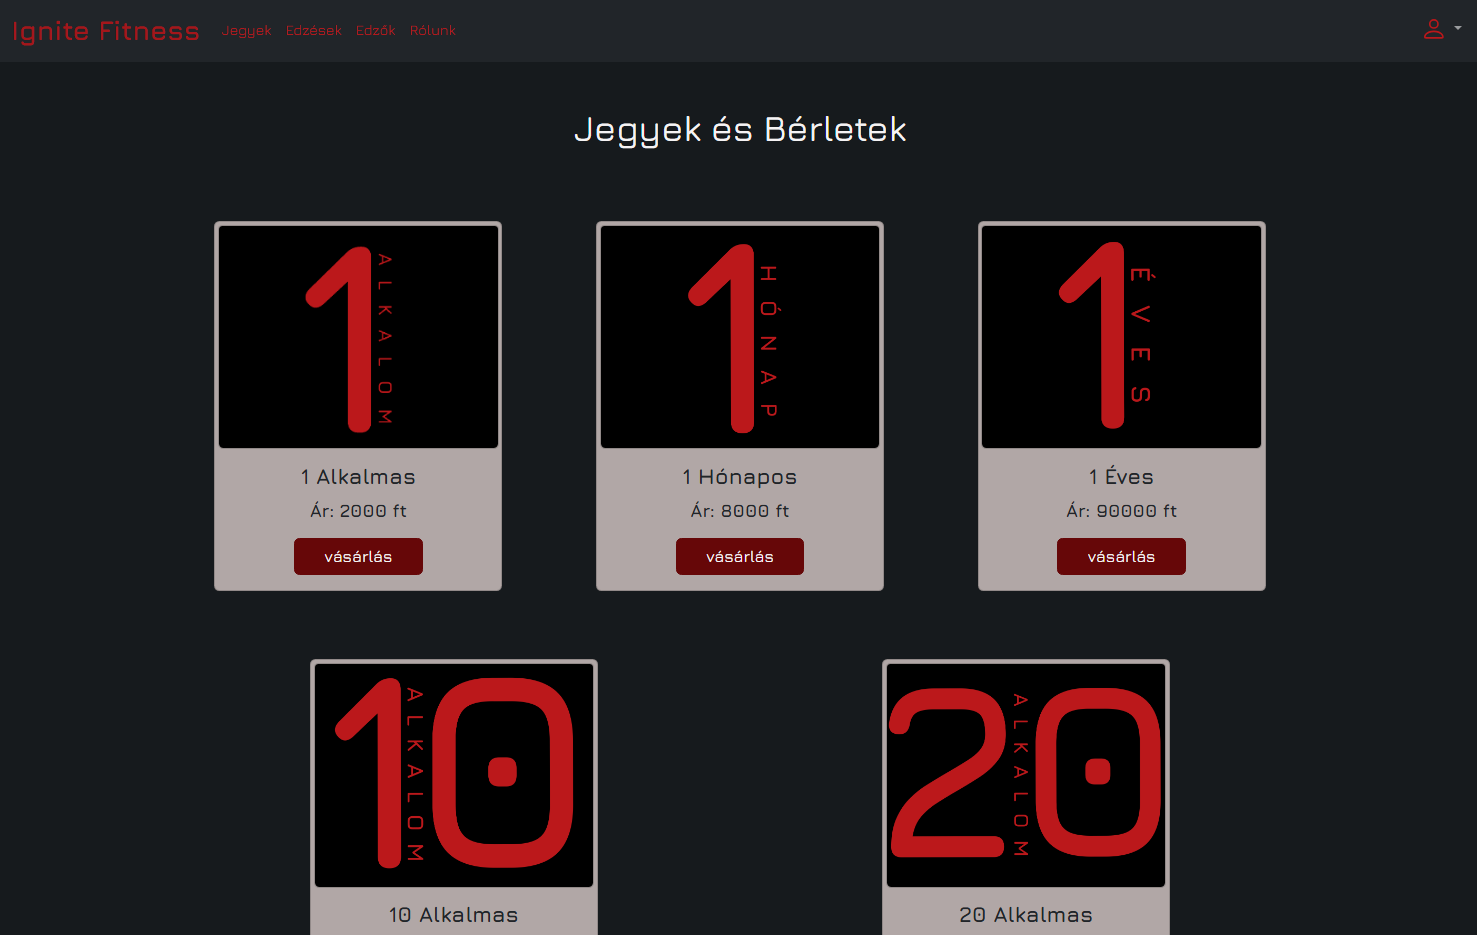 Ignite Fitness Jegyek Edzések Edzők Rólunk
Jegyek és Bérletek
1 ALKALOM
1 HÓNAP
1 ÉVES
1 Alkalmas
Ár: 2000 ft
vásárlás
1 Hónapos
Ár: 8000 ft
vásárlás
1 Éves
Ár: 90000 ft
vásárlás
10 ALKALOM
20 ALKALOM
10 Alkalmas
20 Alkalmas